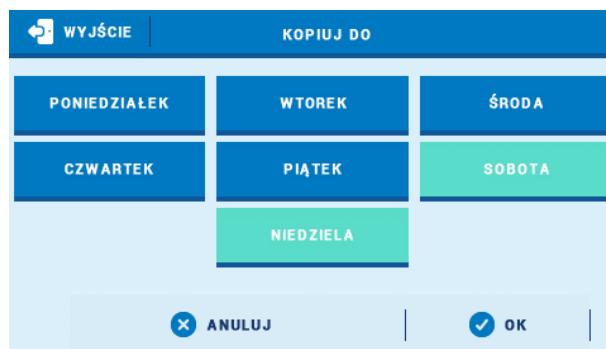 WYJŚCIE KOPIUJ DO
PONIEDZIAŁEK WTOREK ŚRODA
CZWARTEK PIĄTEK SOBOTA
NIEDZIELA
ANULUJ OK